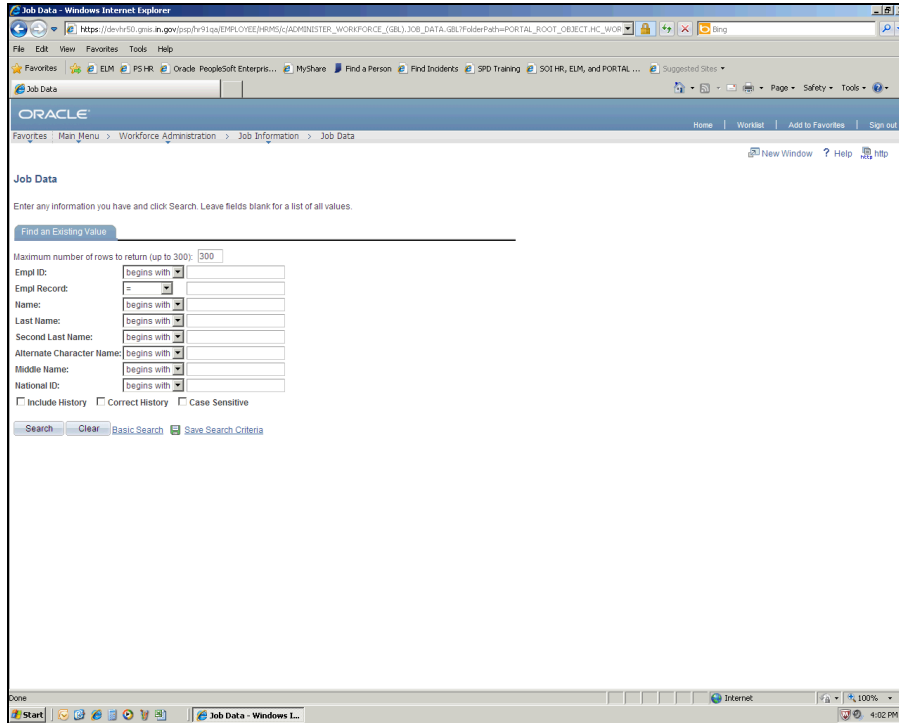 Job Data - Windows Internet Explorer
https://devhr50.gmis.in.gov/psp/hr91qa/EMPLOYEE/HRMS/c/ADMINISTER_WORKFORCE_(GBL).JOB_DATA.GBL?FolderPath=PORTAL_ROOT_OBJECT.HC_WOR
Bing
File Edit View Favorites Tools Help
Favorites ELM PS HR Oracle PeopleSoft Enterpris... MyShare Find a Person Find Incidents SPD Training SOI HR, ELM, and PORTAL ... Suggested Sites
Job Data
Page Safety Tools
ORACLE
Home | Worklist | Add to Favorites | Sign out
Favorites | Main Menu > Workforce Administration > Job Information > Job Data
New Window ? Help http
Job Data
Enter any information you have and click Search. Leave fields blank for a list of all values.
Find an Existing Value
Maximum number of rows to return (up to 300): 300
Empl ID: begins with
Empl Record: =
Name: begins with
Last Name: begins with
Second Last Name: begins with
Alternate Character Name: begins with
Middle Name: begins with
National ID: begins with
Include History Correct History Case Sensitive
Search Clear Basic Search Save Search Criteria
Done
Internet
100%
Start
Job Data - Windows I...
4:02 PM